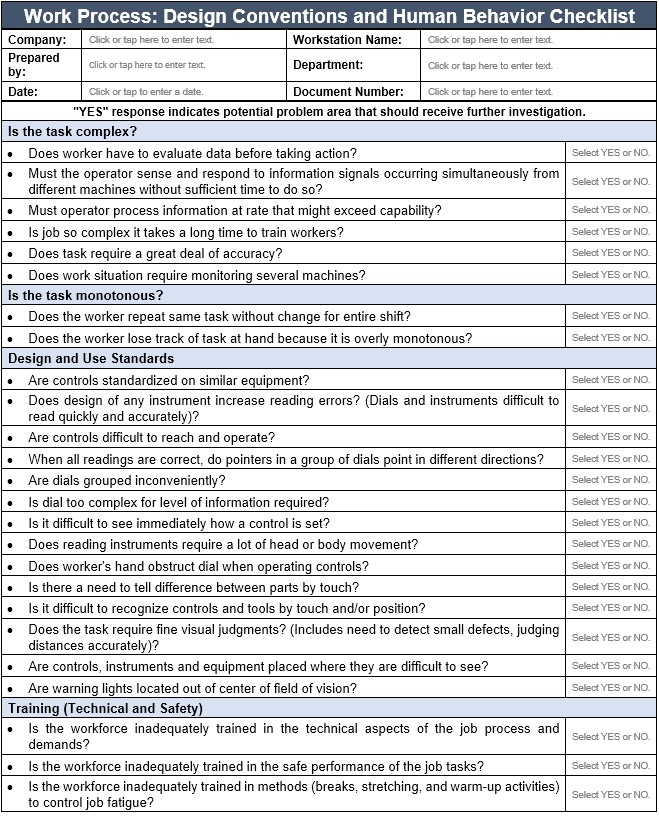 Work Process: Design Conventions and Human Behavior Checklist
Company: Click or tap here to enter text. Workstation Name: Click or tap here to enter text.
Prepared by: Click or tap here to enter text. Department: Click or tap here to enter text.
Date: Click or tap to enter a date. Document Number: Click or tap here to enter text.
"YES" response indicates potential problem area that should receive further investigation.
Is the task complex?
• Does worker have to evaluate data before taking action? Select YES or NO.
• Must the operator sense and respond to information signals occurring simultaneously from
different machines without sufficient time to do so? Select YES or NO.
• Must operator process information at rate that might exceed capability? Select YES or NO.
• Is job so complex it takes a long time to train workers? Select YES or NO.
• Does task require a great deal of accuracy? Select YES or NO.
• Does work situation require monitoring several machines? Select YES or NO.
Is the task monotonous?
• Does the worker repeat same task without change for entire shift? Select YES or NO.
• Does the worker lose track of task at hand because it is overly monotonous? Select YES or NO.
Design and Use Standards
• Are controls standardized on similar equipment? Select YES or NO.
• Does design of any instrument increase reading errors? (Dials and instruments difficult to
read quickly and accurately)? Select YES or NO.
• Are controls difficult to reach and operate? Select YES or NO.
• When all readings are correct, do pointers in a group of dials point in different directions? Select YES or NO.
• Are dials grouped inconveniently? Select YES or NO.
• Is dial too complex for level of information required? Select YES or NO.
• Is it difficult to see immediately how a control is set? Select YES or NO.
• Does reading instruments require a lot of head or body movement? Select YES or NO.
• Does worker's hand obstruct dial when operating controls? Select YES or NO.
• Is there a need to tell difference between parts by touch? Select YES or NO.
• Is it difficult to recognize controls and tools by touch and/or position? Select YES or NO.
• Does the task require fine visual judgments? (Includes need to detect small defects, judging
distances accurately)? Select YES or NO.
• Are controls, instruments and equipment placed where they are difficult to see? Select YES or NO.
• Are warning lights located out of center of field of vision? Select YES or NO.
Training (Technical and Safety)
• Is the workforce inadequately trained in the technical aspects of the job process and
demands? Select YES or NO.
• Is the workforce inadequately trained in the safe performance of the job tasks? Select YES or NO.
• Is the workforce inadequately trained in methods (breaks, stretching, and warm-up activities)
to control job fatigue? Select YES or NO.